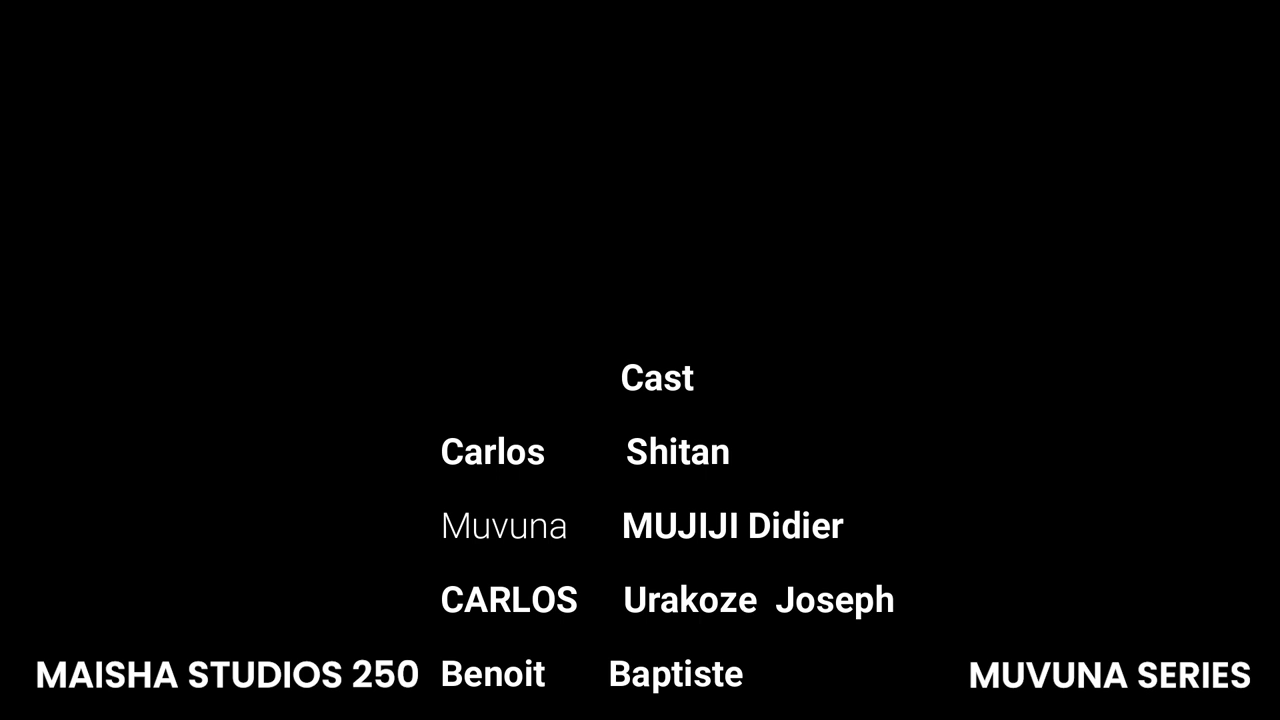 Cast
Carlos Shitan
Muvuna MUJIJI Didier
CARLOS Urakoze Joseph
MAISHA STUDIOS 250 Benoit Baptiste MUVUNA SERIES